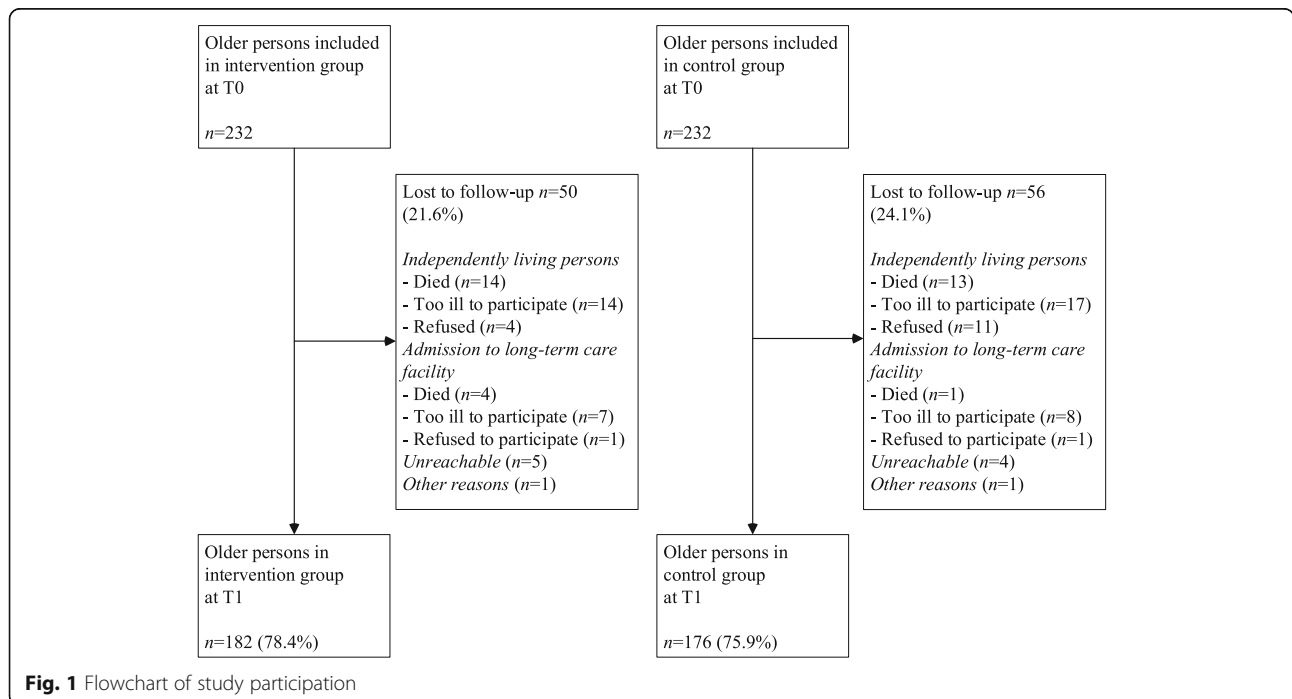 Older persons included
in intervention group
at T0
n=232
Older persons included
in control group
at T0
n=232
Lost to follow-up n=50
(21.6%)
Independently living persons
- Died (n=14)
- Too ill to participate (n=14)
- Refused (n=4)
Admission to long-term care
facility
- Died (n=4)
- Too ill to participate (n=7)
- Refused to participate (n=1)
Unreachable (n=5)
Other reasons (n=1)
Lost to follow-up n=56
(24.1%)
Independently living persons
- Died (n=13)
- Too ill to participate (n=17)
- Refused (n=11)
Admission to long-term care
facility
- Died (n=1)
- Too ill to participate (n=8)
- Refused to participate (n=1)
Unreachable (n=4)
Other reasons (n=1)
Older persons in
intervention group
at T1
n=182 (78.4%)
Older persons in
control group
at T1
n=176 (75.9%)
Fig. 1 Flowchart of study participation